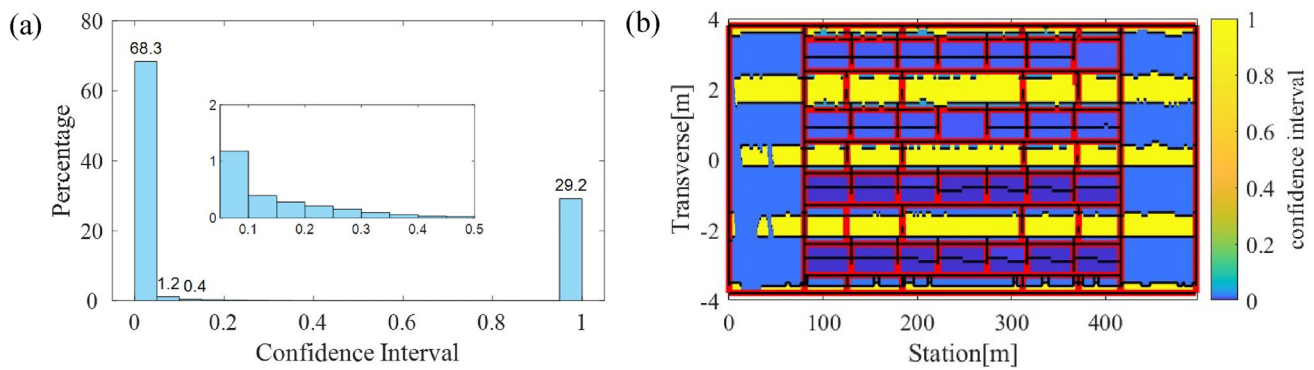 (a)
80
60
40
20
0
Percentage
68.3
1.2
0.4
29.2
2
1
0
0.1 0.2 0.3 0.4 0.5
0 0.2 0.4 0.6 0.8 1
Confidence Interval
(b)
4
2
0
-2
-4
Transverse[m]
0 100 200 300 400
Station[m]
1
0.8
0.6
0.4
0.2
0
confidence interval